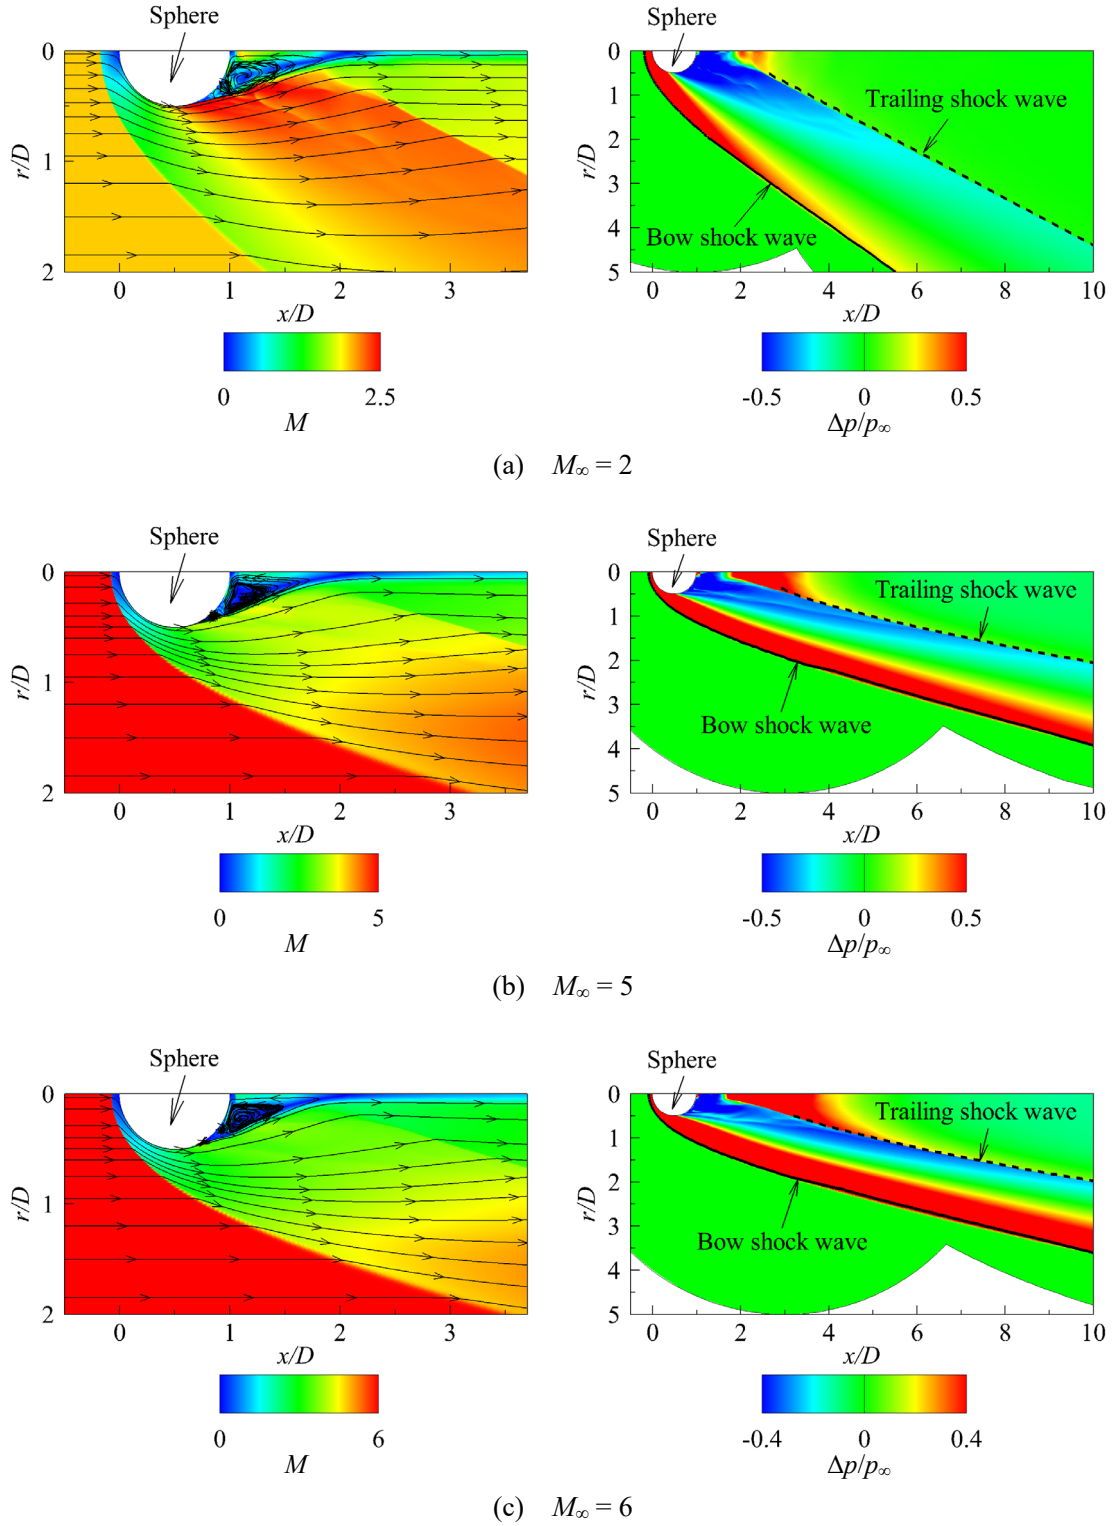 Sphere
Sphere
0
1
2
r/D
0 1 2 3
x/D
0 2.5
M
0
1
2
3
4
5
r/D
Trailing shock wave
Bow shock wave
0 2 4 6 8 10
x/D
-0.5 0 0.5
Δp/p∞
(a) M∞ = 2
Sphere
Sphere
0
1
2
r/D
0 1 2 3
x/D
0 5
M
0
1
2
3
4
5
r/D
Trailing shock wave
Bow shock wave
0 2 4 6 8 10
x/D
-0.5 0 0.5
Δp/p∞
(b) M∞ = 5
Sphere
Sphere
0
1
2
r/D
0 1 2 3
x/D
0 6
M
0
1
2
3
4
5
r/D
Trailing shock wave
Bow shock wave
0 2 4 6 8 10
x/D
-0.4 0 0.4
Δp/p∞
(c) M∞ = 6